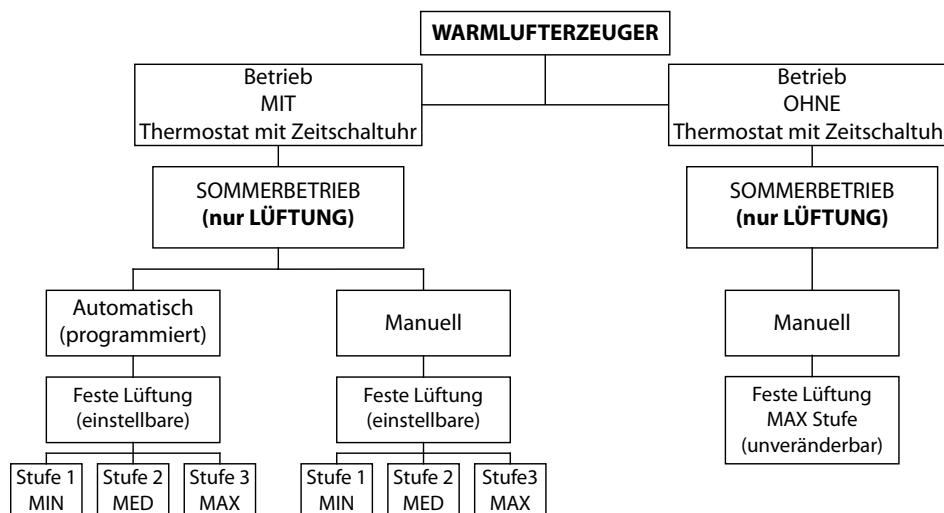 WARMLUFTERZEUGER
Betrieb
MIT
Thermostat mit Zeitschaltuhr
Betrieb
OHNE
Thermostat mit Zeitschaltuh
SOMMERBETRIEB
(nur LÜFTUNG)
SOMMERBETRIEB
(nur LÜFTUNG)
Automatisch
(programmiert)
Manuell
Manuell
Feste Lüftung
(einstellbare)
Feste Lüftung
(einstellbare)
Feste Lüftung
MAX Stufe
(unveränderbar)
Stufe 1
MIN
Stufe 2
MED
Stufe 3
MAX
Stufe 1
MIN
Stufe 2
MED
Stufe3
MAX